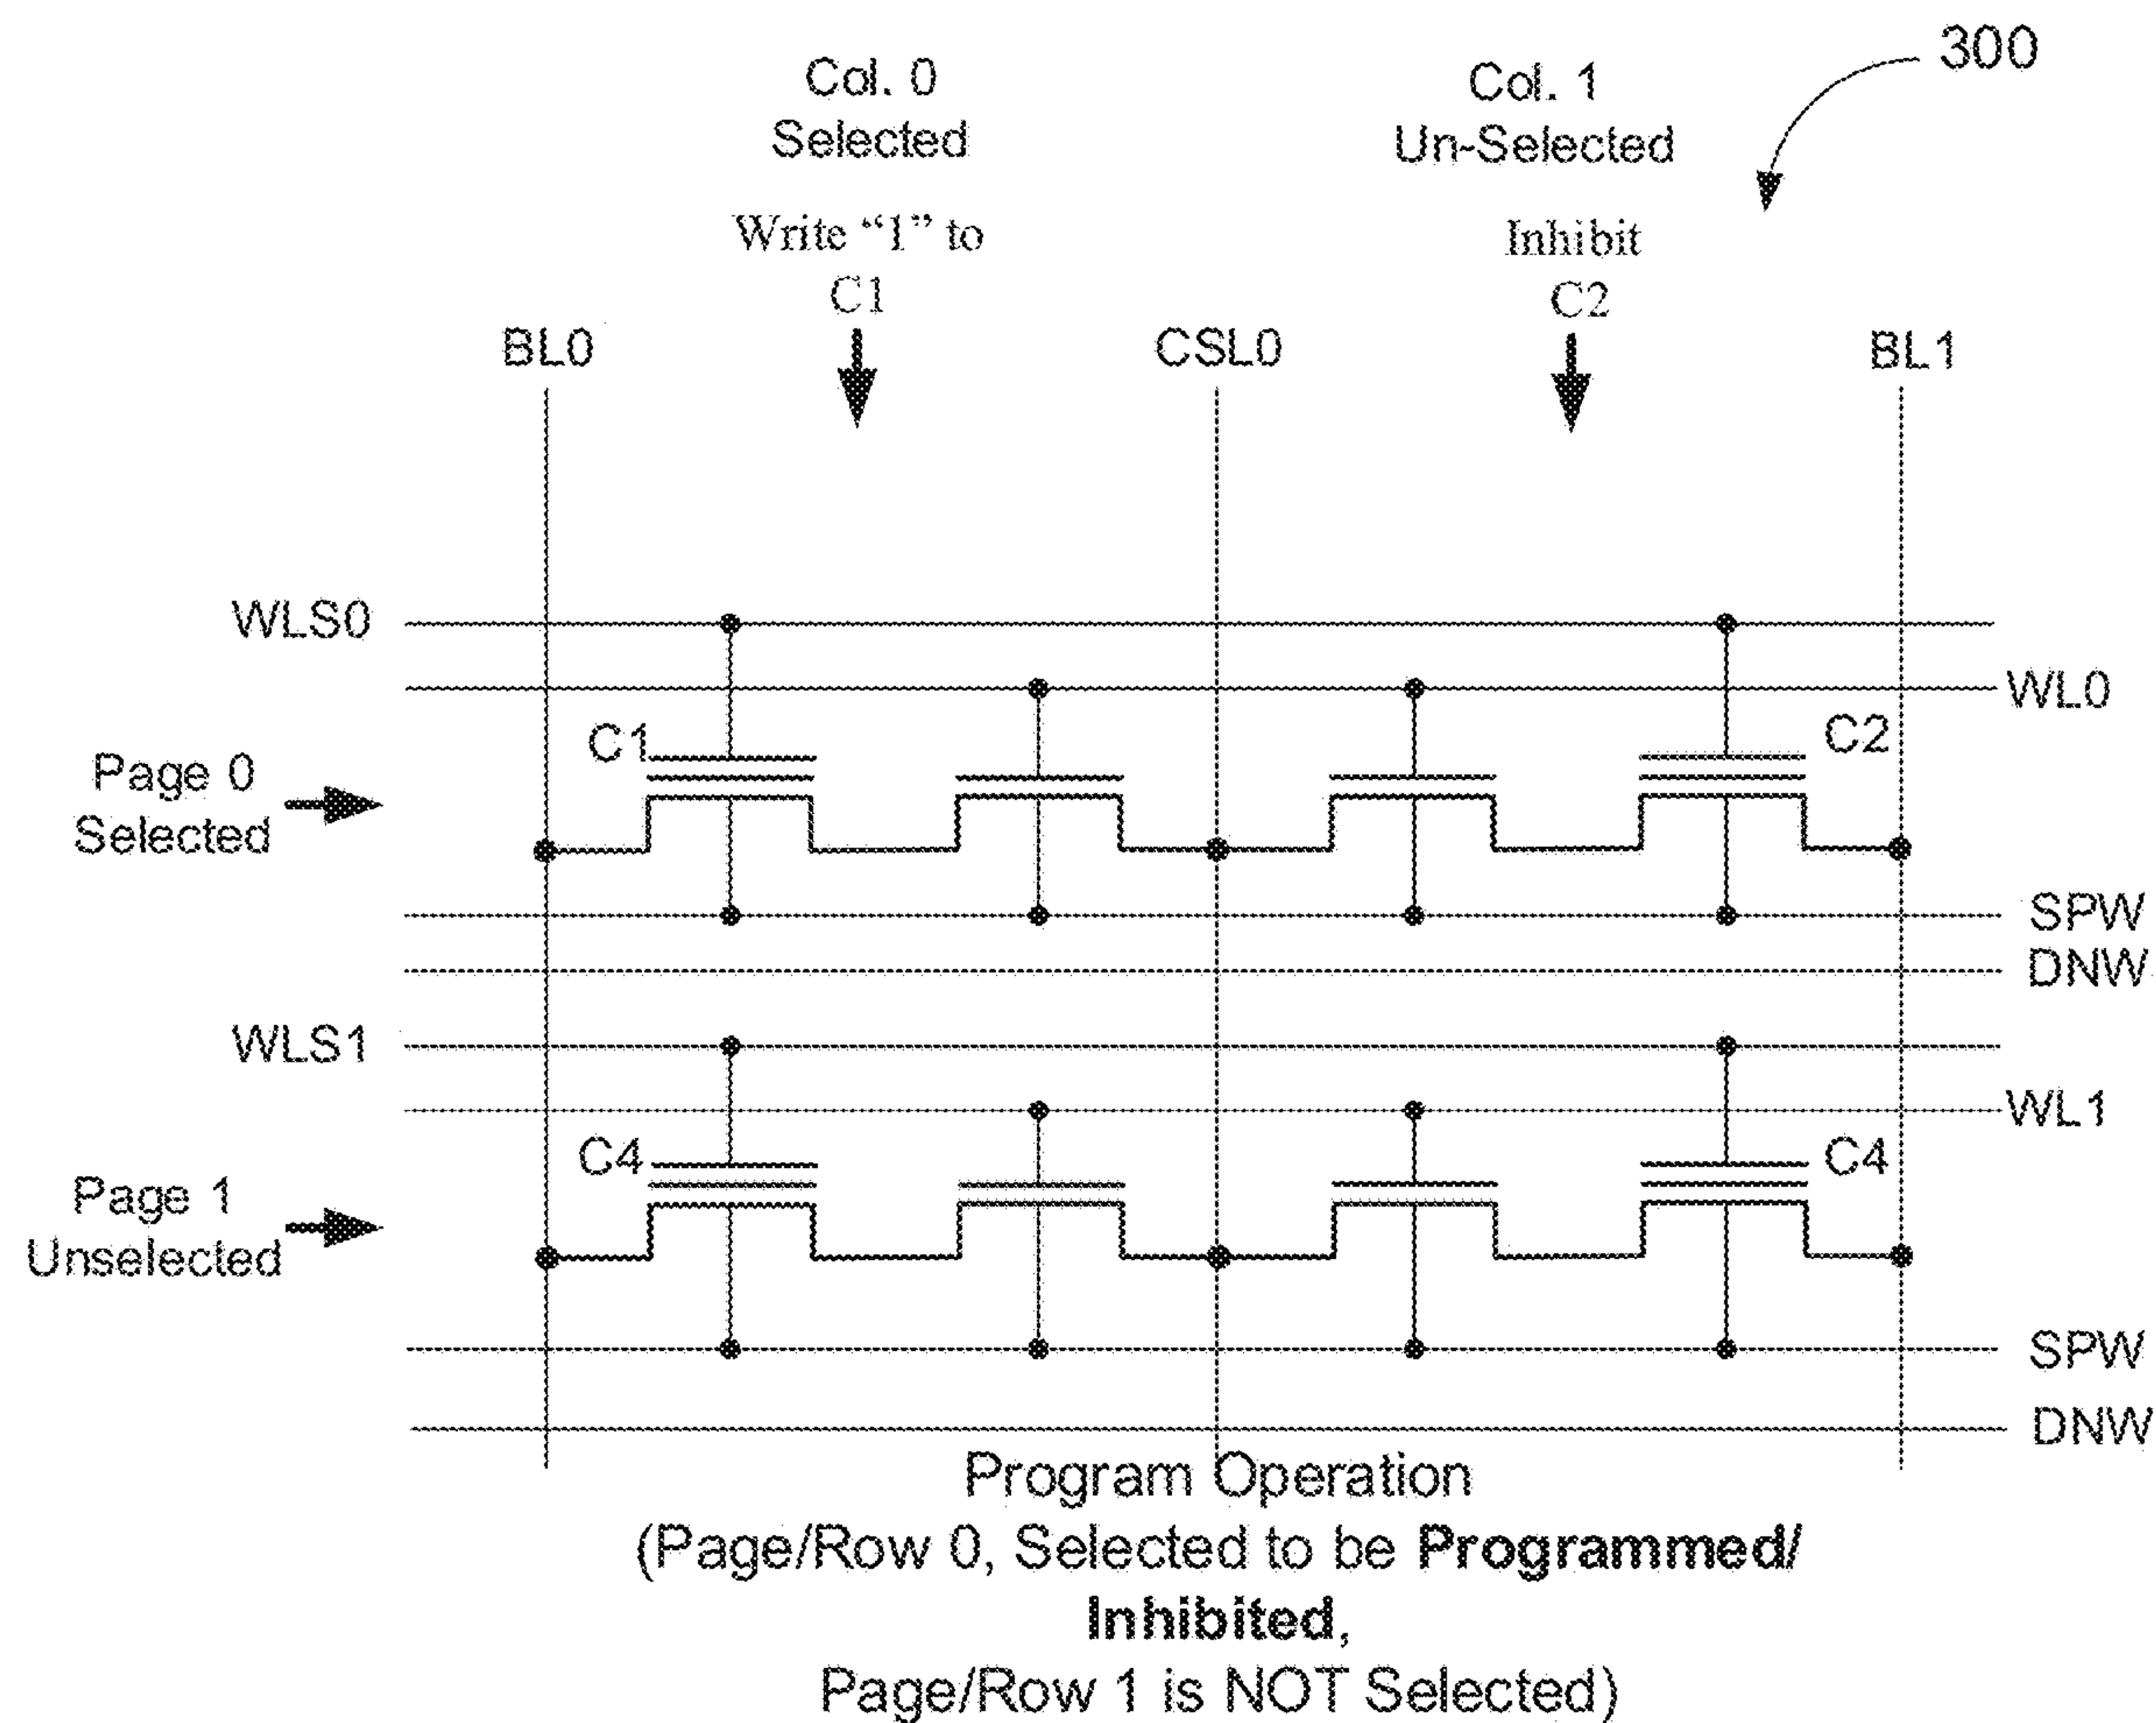 300
Col. 0
Selected
Col. 1
Un-Selected
Write “1” to
C1
Inhibit
C2
BL0
CSL0
BL1
WLS0
WL0
C1
C2
Page 0
Selected
SPW
DNW
WLS1
WL1
C4
C4
Page 1
Unselected
SPW
DNW
Program Operation
(Page/Row 0, Selected to be Programmed/
Inhibited,
Page/Row 1 is NOT Selected)